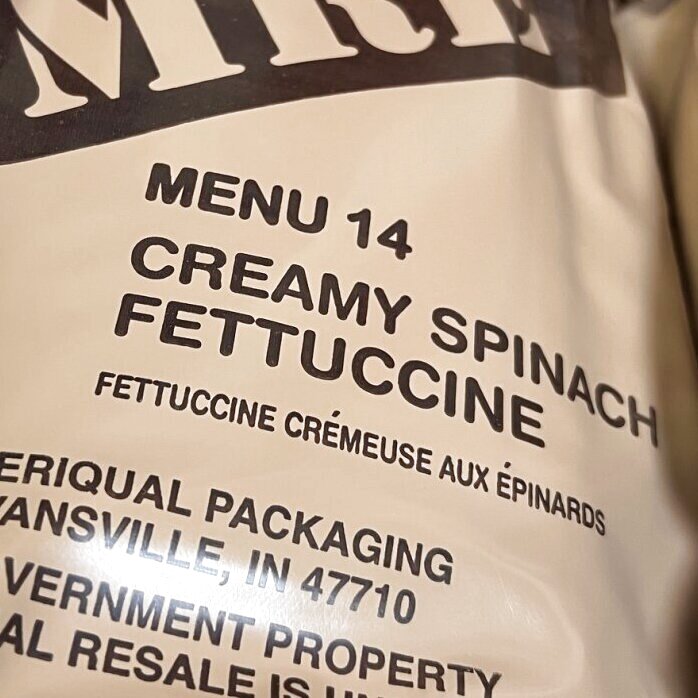 MRE
MENU 14
CREAMY SPINACH
FETTUCCINE
FETTUCCINE CRÉMEUSE AUX ÉPINARDS
ERIQUAL PACKAGING
VANSVILLE, IN 47710
VERNMENT PROPERTY
AL RESALE IS